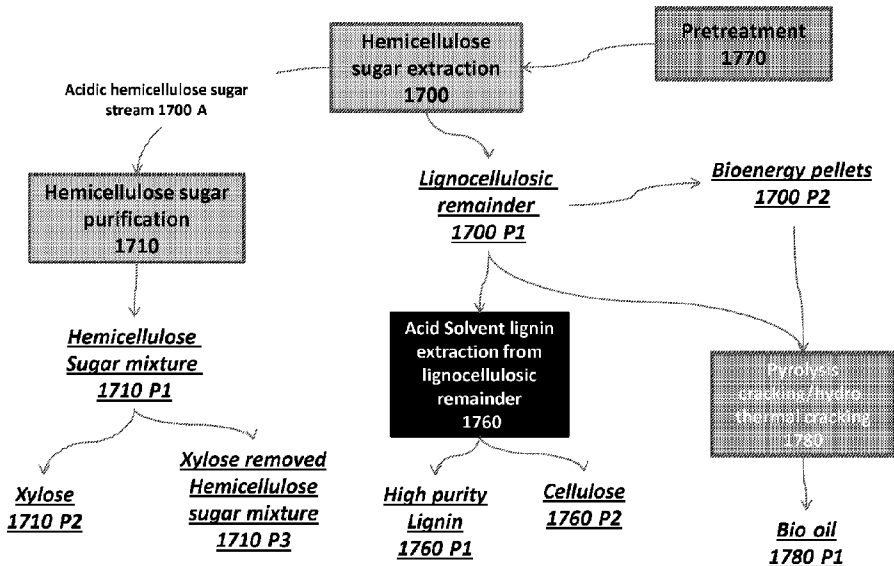 Hemicellulose
sugar extraction
1700
Pretreatment
1770
Acidic hemicellulose sugar
stream 1700 A
Hemicellulose sugar
purification
1710
Lignocellulosic
remainder
1700 P1
Bioenergy pellets
1700 P2
Hemicellulose
Sugar mixture
1710 P1
Acid Solvent lignin
extraction from
lignocellulosic
remainder
1760
Pyrolysis
cracking/hydro
thermal cracking
1780
Xylose
1710 P2
Xylose removed
Hemicellulose
sugar mixture
1710 P3
High purity
Lignin
1760 P1
Cellulose
1760 P2
Bio oil
1780 P1